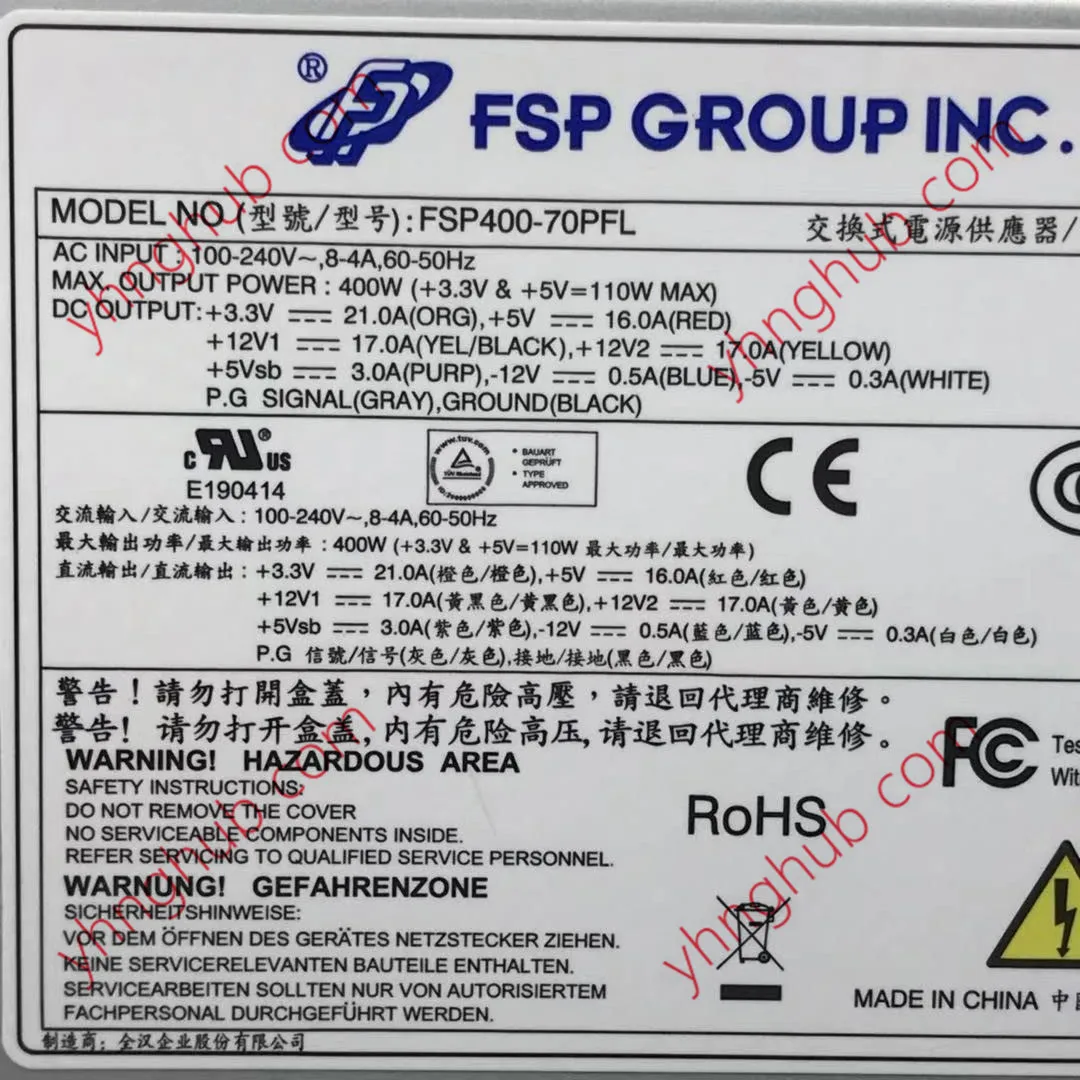 ® FSP GROUP INC.
MODEL NO (型號/型号): FSP400-70PFL 交換式電源供應器/
AC INPUT : 100-240V~,8-4A,60-50Hz
MAX. OUTPUT POWER : 400W (+3.3V & +5V=110W MAX)
DC OUTPUT: +3.3V ⎓ 21.0A(ORG),+5V ⎓ 16.0A(RED)
+12V1 ⎓ 17.0A(YEL/BLACK),+12V2 ⎓ 17.0A(YELLOW)
+5Vsb ⎓ 3.0A(PURP),-12V ⎓ 0.5A(BLUE),-5V ⎓ 0.3A(WHITE)
P.G SIGNAL(GRAY),GROUND(BLACK)
c RU ® US
E190414
www.tuv.com
TÜV Rheinland
• BAUART
GEPRÜFT
• TYPE
APPROVED
CE
交流輸入/交流输入 : 100-240V~,8-4A,60-50Hz
最大輸出功率/最大输出功率 : 400W (+3.3V & +5V=110W 最大功率/最大功率)
直流輸出/直流输出 : +3.3V ⎓ 21.0A(橙色/橙色),+5V ⎓ 16.0A(紅色/红色)
+12V1 ⎓ 17.0A(黃黑色/黄黑色),+12V2 ⎓ 17.0A(黃色/黄色)
+5Vsb ⎓ 3.0A(紫色/紫色),-12V ⎓ 0.5A(藍色/蓝色),-5V ⎓ 0.3A(白色/白色)
P.G 信號/信号(灰色/灰色),接地/接地(黑色/黑色)
警告！請勿打開盒蓋，內有危險高壓，請退回代理商維修。
警告! 请勿打开盒盖,内有危险高压,请退回代理商维修。
WARNING! HAZARDOUS AREA
SAFETY INSTRUCTIONS:
DO NOT REMOVE THE COVER
NO SERVICEABLE COMPONENTS INSIDE.
REFER SERVICING TO QUALIFIED SERVICE PERSONNEL.
WARNUNG! GEFAHRENZONE
SICHERHEITSHINWEISE:
VOR DEM ÖFFNEN DES GERÄTES NETZSTECKER ZIEHEN.
KEINE SERVICERELEVANTEN BAUTEILE ENTHALTEN.
SERVICEARBEITEN SOLLTEN NUR VON AUTORISIERTEM
FACHPERSONAL DURCHGEFÜHRT WERDEN.
RoHS
FC
MADE IN CHINA
制造商: 全汉企业股份有限公司
yhnghub com
yhnghub com
yhnghub com
yhnghub com